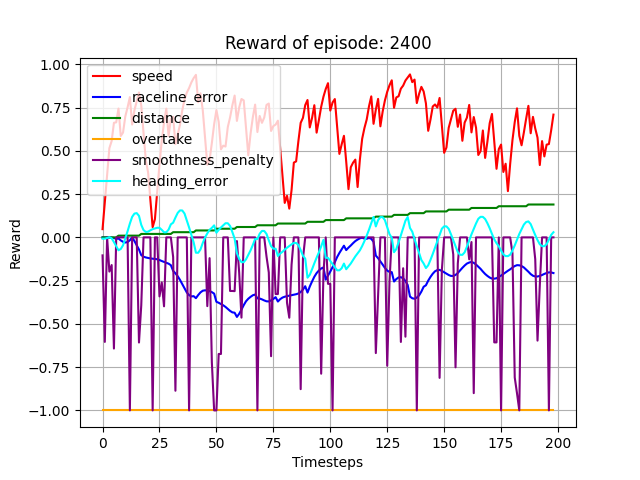 Reward of episode: 2400
1.00
0.75
0.50
0.25
0.00
−0.25
−0.50
−0.75
−1.00
Reward
speed
raceline_error
distance
overtake
smoothness_penalty
heading_error
0 25 50 75 100 125 150 175 200
Timesteps